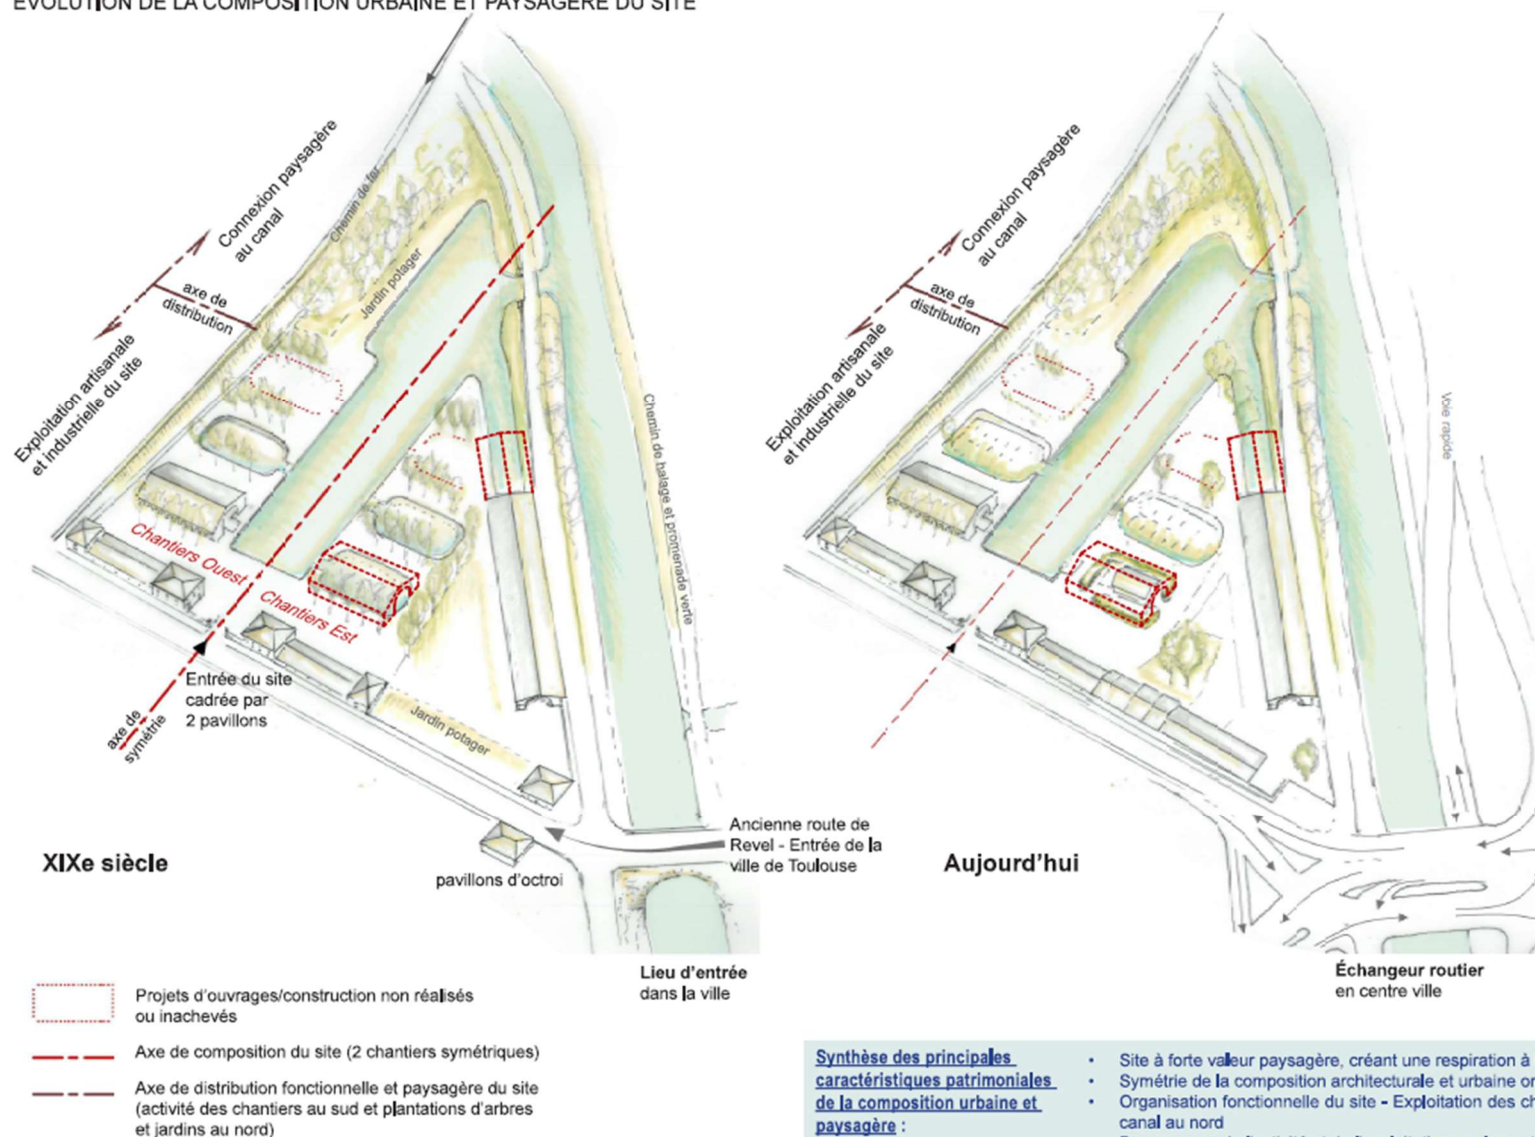 ÉVOLUTION DE LA COMPOSITION URBAINE ET PAYSAGÈRE DU SITE
Connexion paysagère
au canal
Chemin de fer
Jardin potager
axe de
distribution
Exploitation artisanale
et industrielle du site
Chantiers Ouest
Chantiers Est
Chemin de halage et promenade verte
Entrée du site
cadrée par
2 pavillons
axe de
symétrie
Jardin potager
Ancienne route de
Revel - Entrée de la
ville de Toulouse
XIXe siècle
pavillons d'octroi
Lieu d'entrée
dans la ville
Connexion paysagère
au canal
axe de
distribution
Exploitation artisanale
et industrielle du site
Voie rapide
Aujourd'hui
Échangeur routier
en centre ville
Projets d'ouvrages/construction non réalisés
ou inachevés
Axe de composition du site (2 chantiers symétriques)
Axe de distribution fonctionnelle et paysagère du site
(activité des chantiers au sud et plantations d'arbres
et jardins au nord)
Synthèse des principales
caractéristiques patrimoniales
de la composition urbaine et
paysagère :
• Site à forte valeur paysagère, créant une respiration à
• Symétrie de la composition architecturale et urbaine
• Organisation fonctionnelle du site - Exploitation des
canal au nord